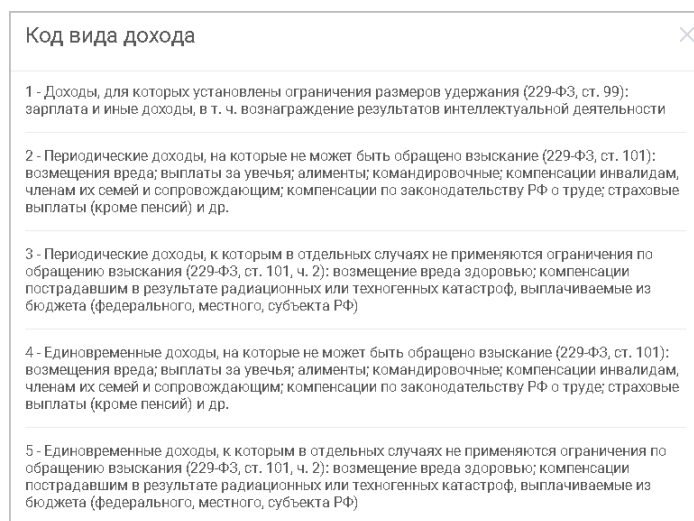 Код вида дохода
1 - Доходы, для которых установлены ограничения размеров удержания (229-ФЗ, ст. 99):
зарплата и иные доходы, в т. ч. вознаграждение результатов интеллектуальной деятельности
2 - Периодические доходы, на которые не может быть обращено взыскание (229-ФЗ, ст. 101):
возмещения вреда; выплаты за увечья; алименты; командировочные; компенсации инвалидам,
членам их семей и сопровождающим; компенсации по законодательству РФ о труде; страховые
выплаты (кроме пенсий) и др.
3 - Периодические доходы, к которым в отдельных случаях не применяются ограничения по
обращению взыскания (229-ФЗ, ст. 101, ч. 2): возмещение вреда здоровью; компенсации
пострадавшим в результате радиационных или техногенных катастроф, выплачиваемые из
бюджета (федерального, местного, субъекта РФ)
4 - Единовременные доходы, на которые не может быть обращено взыскание (229-ФЗ, ст. 101):
возмещения вреда; выплаты за увечья; алименты; командировочные; компенсации инвалидам,
членам их семей и сопровождающим; компенсации по законодательству РФ о труде; страховые
выплаты (кроме пенсий) и др.
5 - Единовременные доходы, к которым в отдельных случаях не применяются ограничения по
обращению взыскания (229-ФЗ, ст. 101, ч. 2): возмещение вреда здоровью; компенсации
пострадавшим в результате радиационных или техногенных катастроф, выплачиваемые из
бюджета (федерального, местного, субъекта РФ)